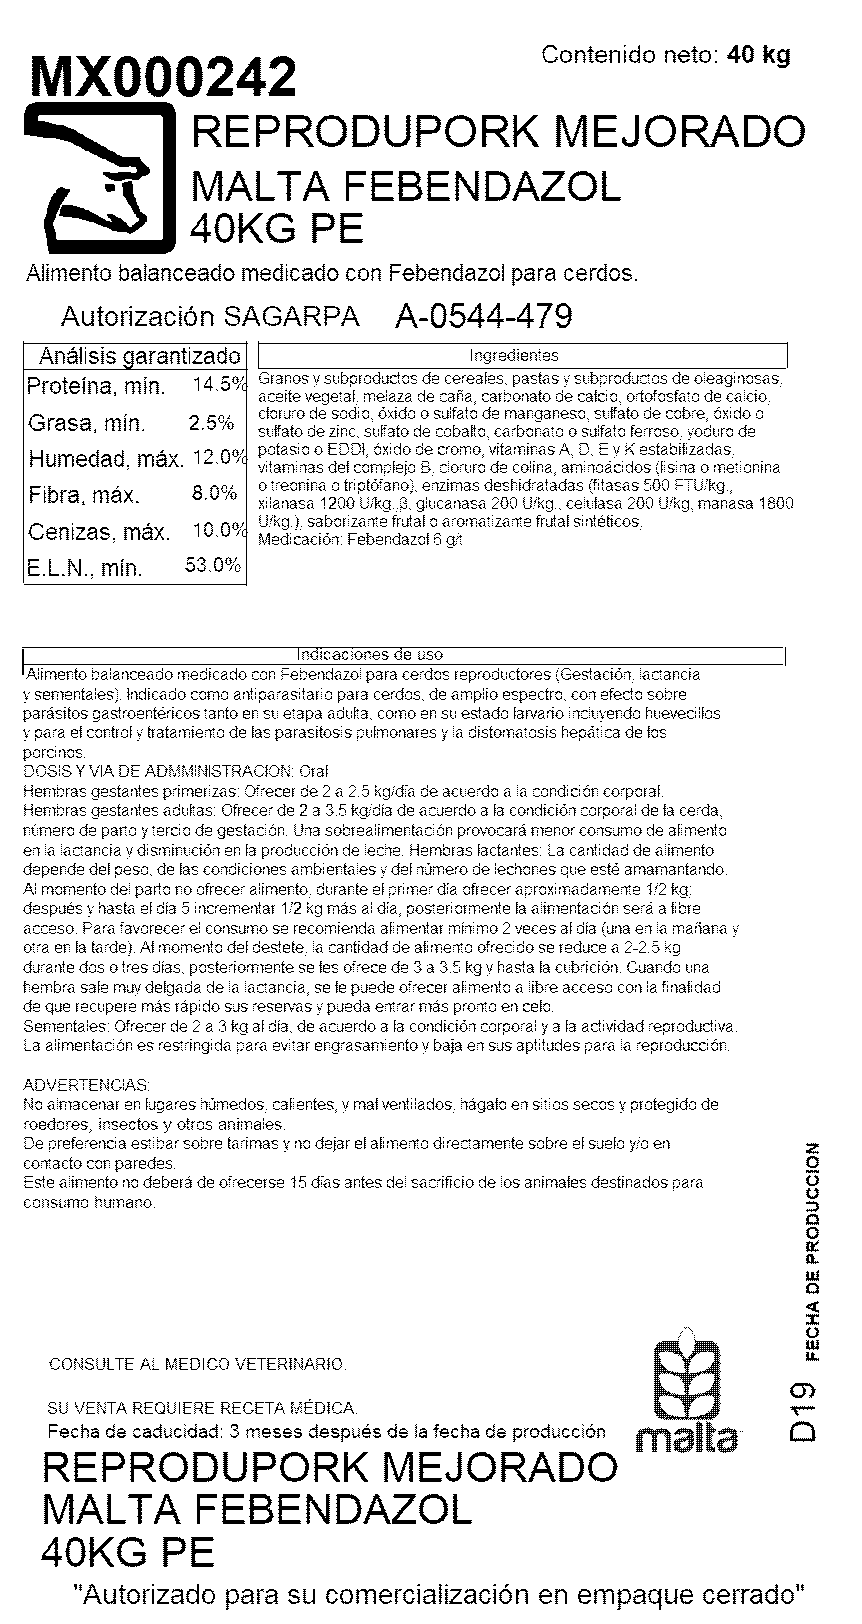 Contenido neto: 40 kg
MX000242
REPRODUPORK MEJORADO
MALTA FEBENDAZOL
40KG PE
Alimento balanceado medicado con Febendazol para cerdos.
Autorización SAGARPA A-0544-479
Análisis garantizado
Proteína, mín. 14.5%
Grasa, mín. 2.5%
Humedad, máx. 12.0%
Fibra, máx. 8.0%
Cenizas, máx. 10.0%
E.L.N., mín. 53.0%
Ingredientes
Granos y subproductos de cereales, pastas y subproductos de oleaginosas,
aceite vegetal, melaza de caña, carbonato de calcio, ortofosfato de calcio,
cloruro de sodio, óxido o sulfato de manganeso, sulfato de cobre, óxido o
sulfato de zinc, sulfato de cobalto, carbonato o sulfato ferroso, yoduro de
potasio o EDDI, óxido de cromo, vitaminas A, D, E y K estabilizadas,
vitaminas del complejo B, cloruro de colina, aminoácidos (lisina o metionina
o treonina o triptófano), enzimas deshidratadas (fitasas 500 FTU/kg.,
xilanasa 1200 U/kg.,β, glucanasa 200 U/kg., celulasa 200 U/kg, manasa 1800
U/kg.), saborizante frutal o aromatizante frutal sintéticos,
Medicación: Febendazol 6 g/t
Indicaciones de uso
Alimento balanceado medicado con Febendazol para cerdos reproductores (Gestación, lactancia
y sementales). Indicado como antiparasitario para cerdos, de amplio espectro, con efecto sobre
parásitos gastroentéricos tanto en su etapa adulta, como en su estado larvario incluyendo huevecillos
y para el control y tratamiento de las parasitosis pulmonares y la distomatosis hepática de los
porcinos.
DOSIS Y VIA DE ADMMINISTRACION: Oral
Hembras gestantes primerizas: Ofrecer de 2 a 2.5 kg/día de acuerdo a la condición corporal.
Hembras gestantes adultas: Ofrecer de 2 a 3.5 kg/día de acuerdo a la condición corporal de la cerda,
número de parto y tercio de gestación. Una sobrealimentación provocará menor consumo de alimento
en la lactancia y disminución en la producción de leche. Hembras lactantes: La cantidad de alimento
depende del peso, de las condiciones ambientales y del número de lechones que esté amamantando.
Al momento del parto no ofrecer alimento, durante el primer día ofrecer aproximadamente 1/2 kg;
después y hasta el día 5 incrementar 1/2 kg más al día, posteriormente la alimentación será a libre
acceso. Para favorecer el consumo se recomienda alimentar mínimo 2 veces al día (una en la mañana y
otra en la tarde). Al momento del destete, la cantidad de alimento ofrecido se reduce a 2-2.5 kg
durante dos o tres días, posteriormente se les ofrece de 3 a 3.5 kg y hasta la cubrición. Cuando una
hembra sale muy delgada de la lactancia, se le puede ofrecer alimento a libre acceso con la finalidad
de que recupere más rápido sus reservas y pueda entrar más pronto en celo.
Sementales: Ofrecer de 2 a 3 kg al día, de acuerdo a la condición corporal y a la actividad reproductiva.
La alimentación es restringida para evitar engrasamiento y baja en sus aptitudes para la reproducción.
ADVERTENCIAS:
No almacenar en lugares húmedos, calientes, y mal ventilados, hágalo en sitios secos y protegido de
roedores, insectos y otros animales.
De preferencia estibar sobre tarimas y no dejar el alimento directamente sobre el suelo y/o en
contacto con paredes.
Este alimento no deberá de ofrecerse 15 días antes del sacrificio de los animales destinados para
consumo humano.
FECHA DE PRODUCCION
D19
CONSULTE AL MEDICO VETERINARIO.
SU VENTA REQUIERE RECETA MÉDICA.
Fecha de caducidad: 3 meses después de la fecha de producción
malta
REPRODUPORK MEJORADO
MALTA FEBENDAZOL
40KG PE
"Autorizado para su comercialización en empaque cerrado"